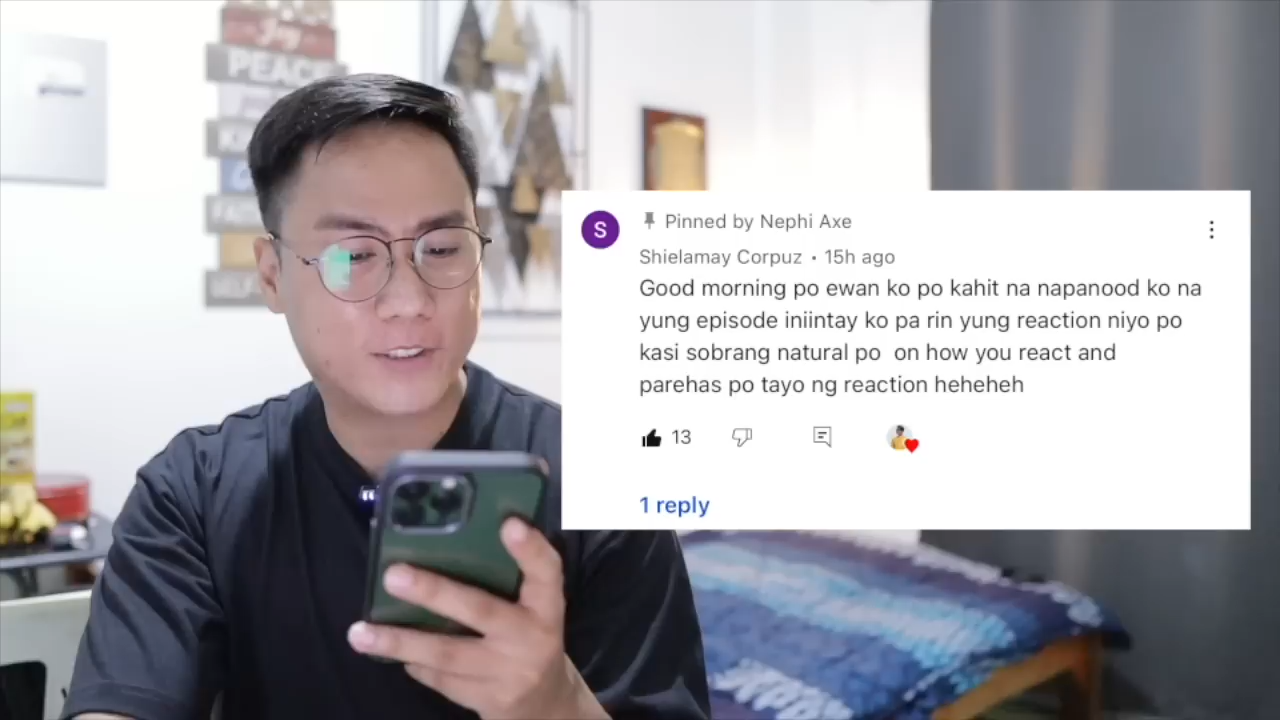 Joy
PEACE
Pinned by Nephi Axe
Shielamay Corpuz • 15h ago
Good morning po ewan ko po kahit na napanood ko na
yung episode iniintay ko pa rin yung reaction niyo po
kasi sobrang natural po  on how you react and
parehas po tayo ng reaction heheheh
13
1 reply
S